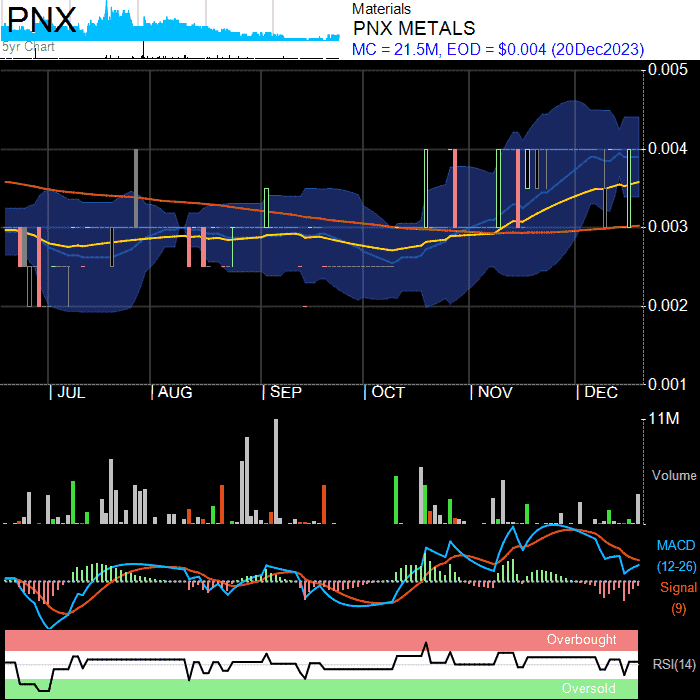 PNX
5yr Chart
Materials
PNX METALS
MC = 21.5M, EOD = $0.004 (20Dec2023)
0.005
0.004
0.003
0.002
0.001
JUL
AUG
SEP
OCT
NOV
DEC
11M
Volume
MACD
(12-26)
Signal
(9)
Overbought
RSI(14)
Oversold